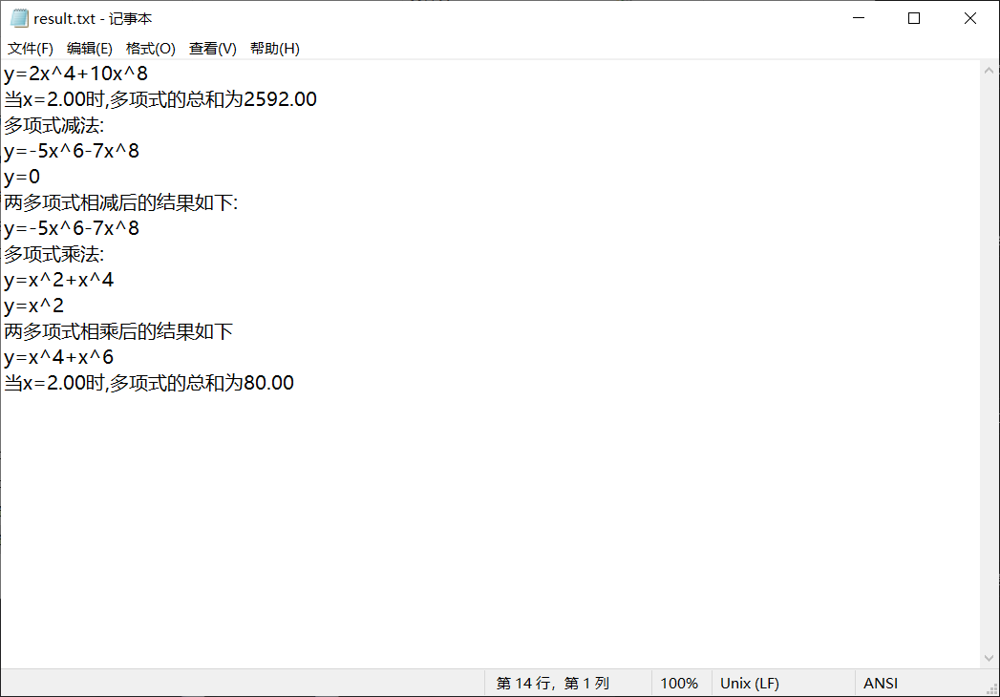 result.txt - 记事本
文件(F) 编辑(E) 格式(O) 查看(V) 帮助(H)
y=2x^4+10x^8
当x=2.00时,多项式的总和为2592.00
多项式减法:
y=-5x^6-7x^8
y=0
两多项式相减后的结果如下:
y=-5x^6-7x^8
多项式乘法:
y=x^2+x^4
y=x^2
两多项式相乘后的结果如下
y=x^4+x^6
当x=2.00时,多项式的总和为80.00
第 14 行，第 1 列 100% Unix (LF) ANSI